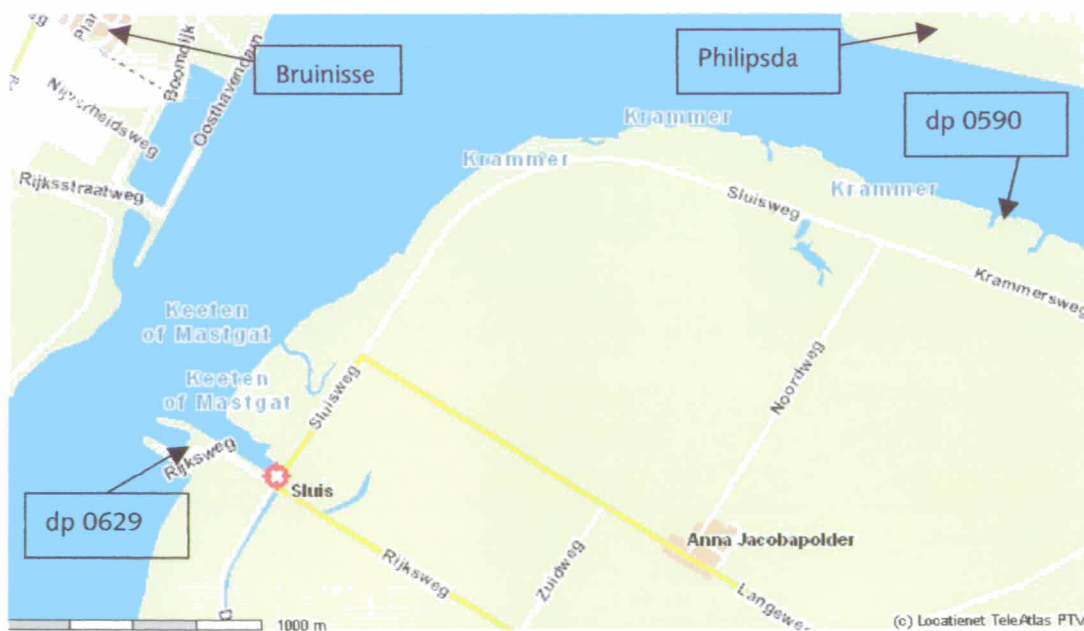 Boomdijk
Oosthavendam
Bruinisse
Philipsda
dp 0590
Nijverheidsweg
Rijksstraatweg
Krammer
Krammer
Krammer
Sluisweg
Krammersweg
Keeten
of Mastgat
Keeten
of Mastgat
Sluisweg
Noordweg
Rijksweg
Sluis
dp 0629
Anna Jacobapolder
Rijksweg
Zuidweg
1000 m
(c) Locatienet TeleAtlas PTV